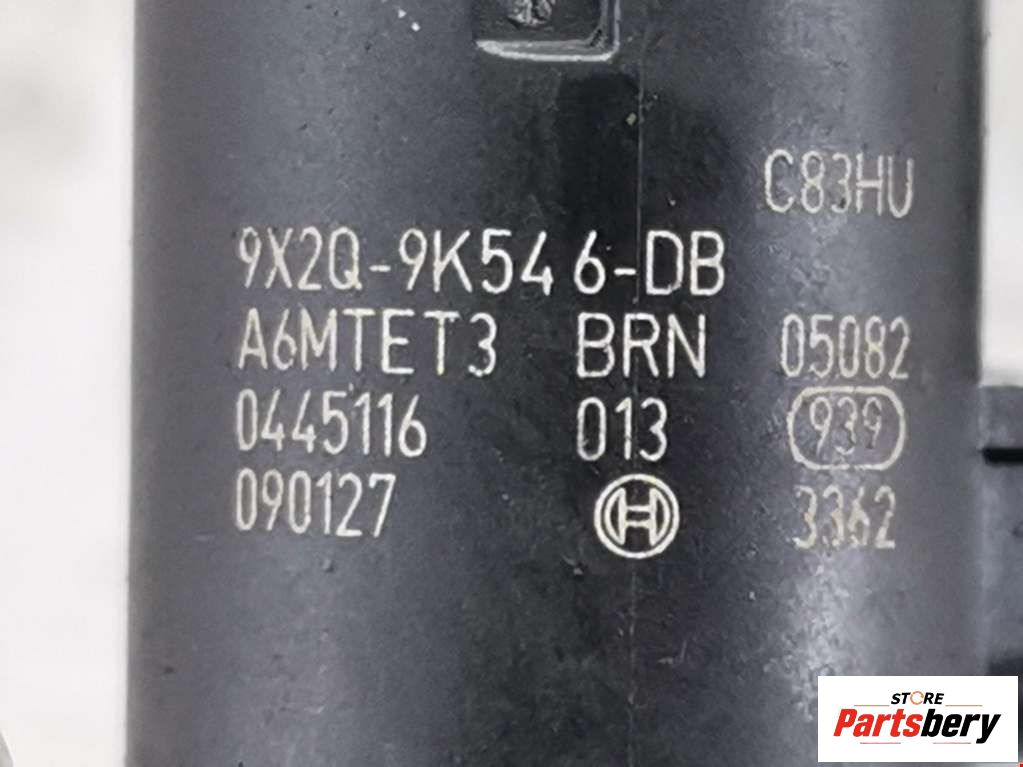 C83HU
9X2Q-9K546-DB
A6MTET3 BRN 05082
0445116 013 939
090127 3362
STORE
Partsbery